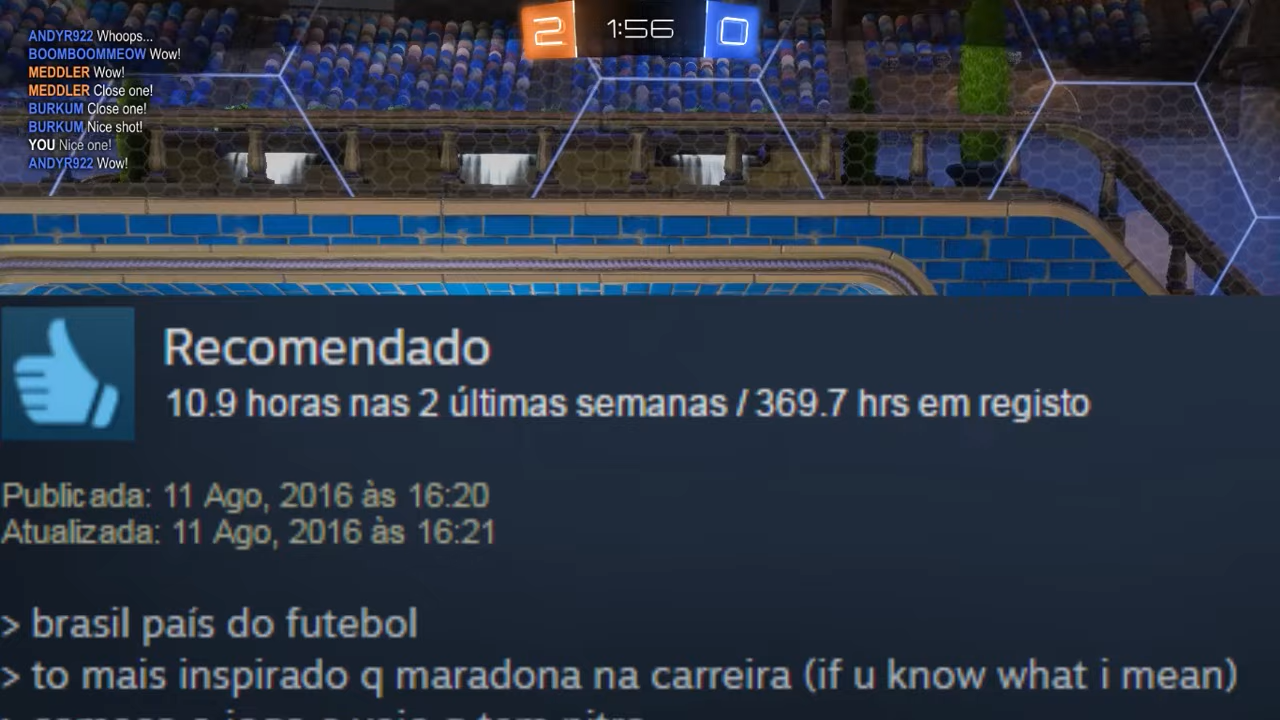 2 1:56 0
ANDYR922 Whoops...
BOOMBOOMMEOW Wow!
MEDDLER Wow!
MEDDLER Close one!
BURKUM Close one!
BURKUM Nice shot!
YOU Nice one!
ANDYR922 Wow!
Recomendado
10.9 horas nas 2 últimas semanas / 369.7 hrs em registo
Publicada: 11 Ago, 2016 às 16:20
Atualizada: 11 Ago, 2016 às 16:21
> brasil país do futebol
> to mais inspirado q maradona na carreira (if u know what i mean)